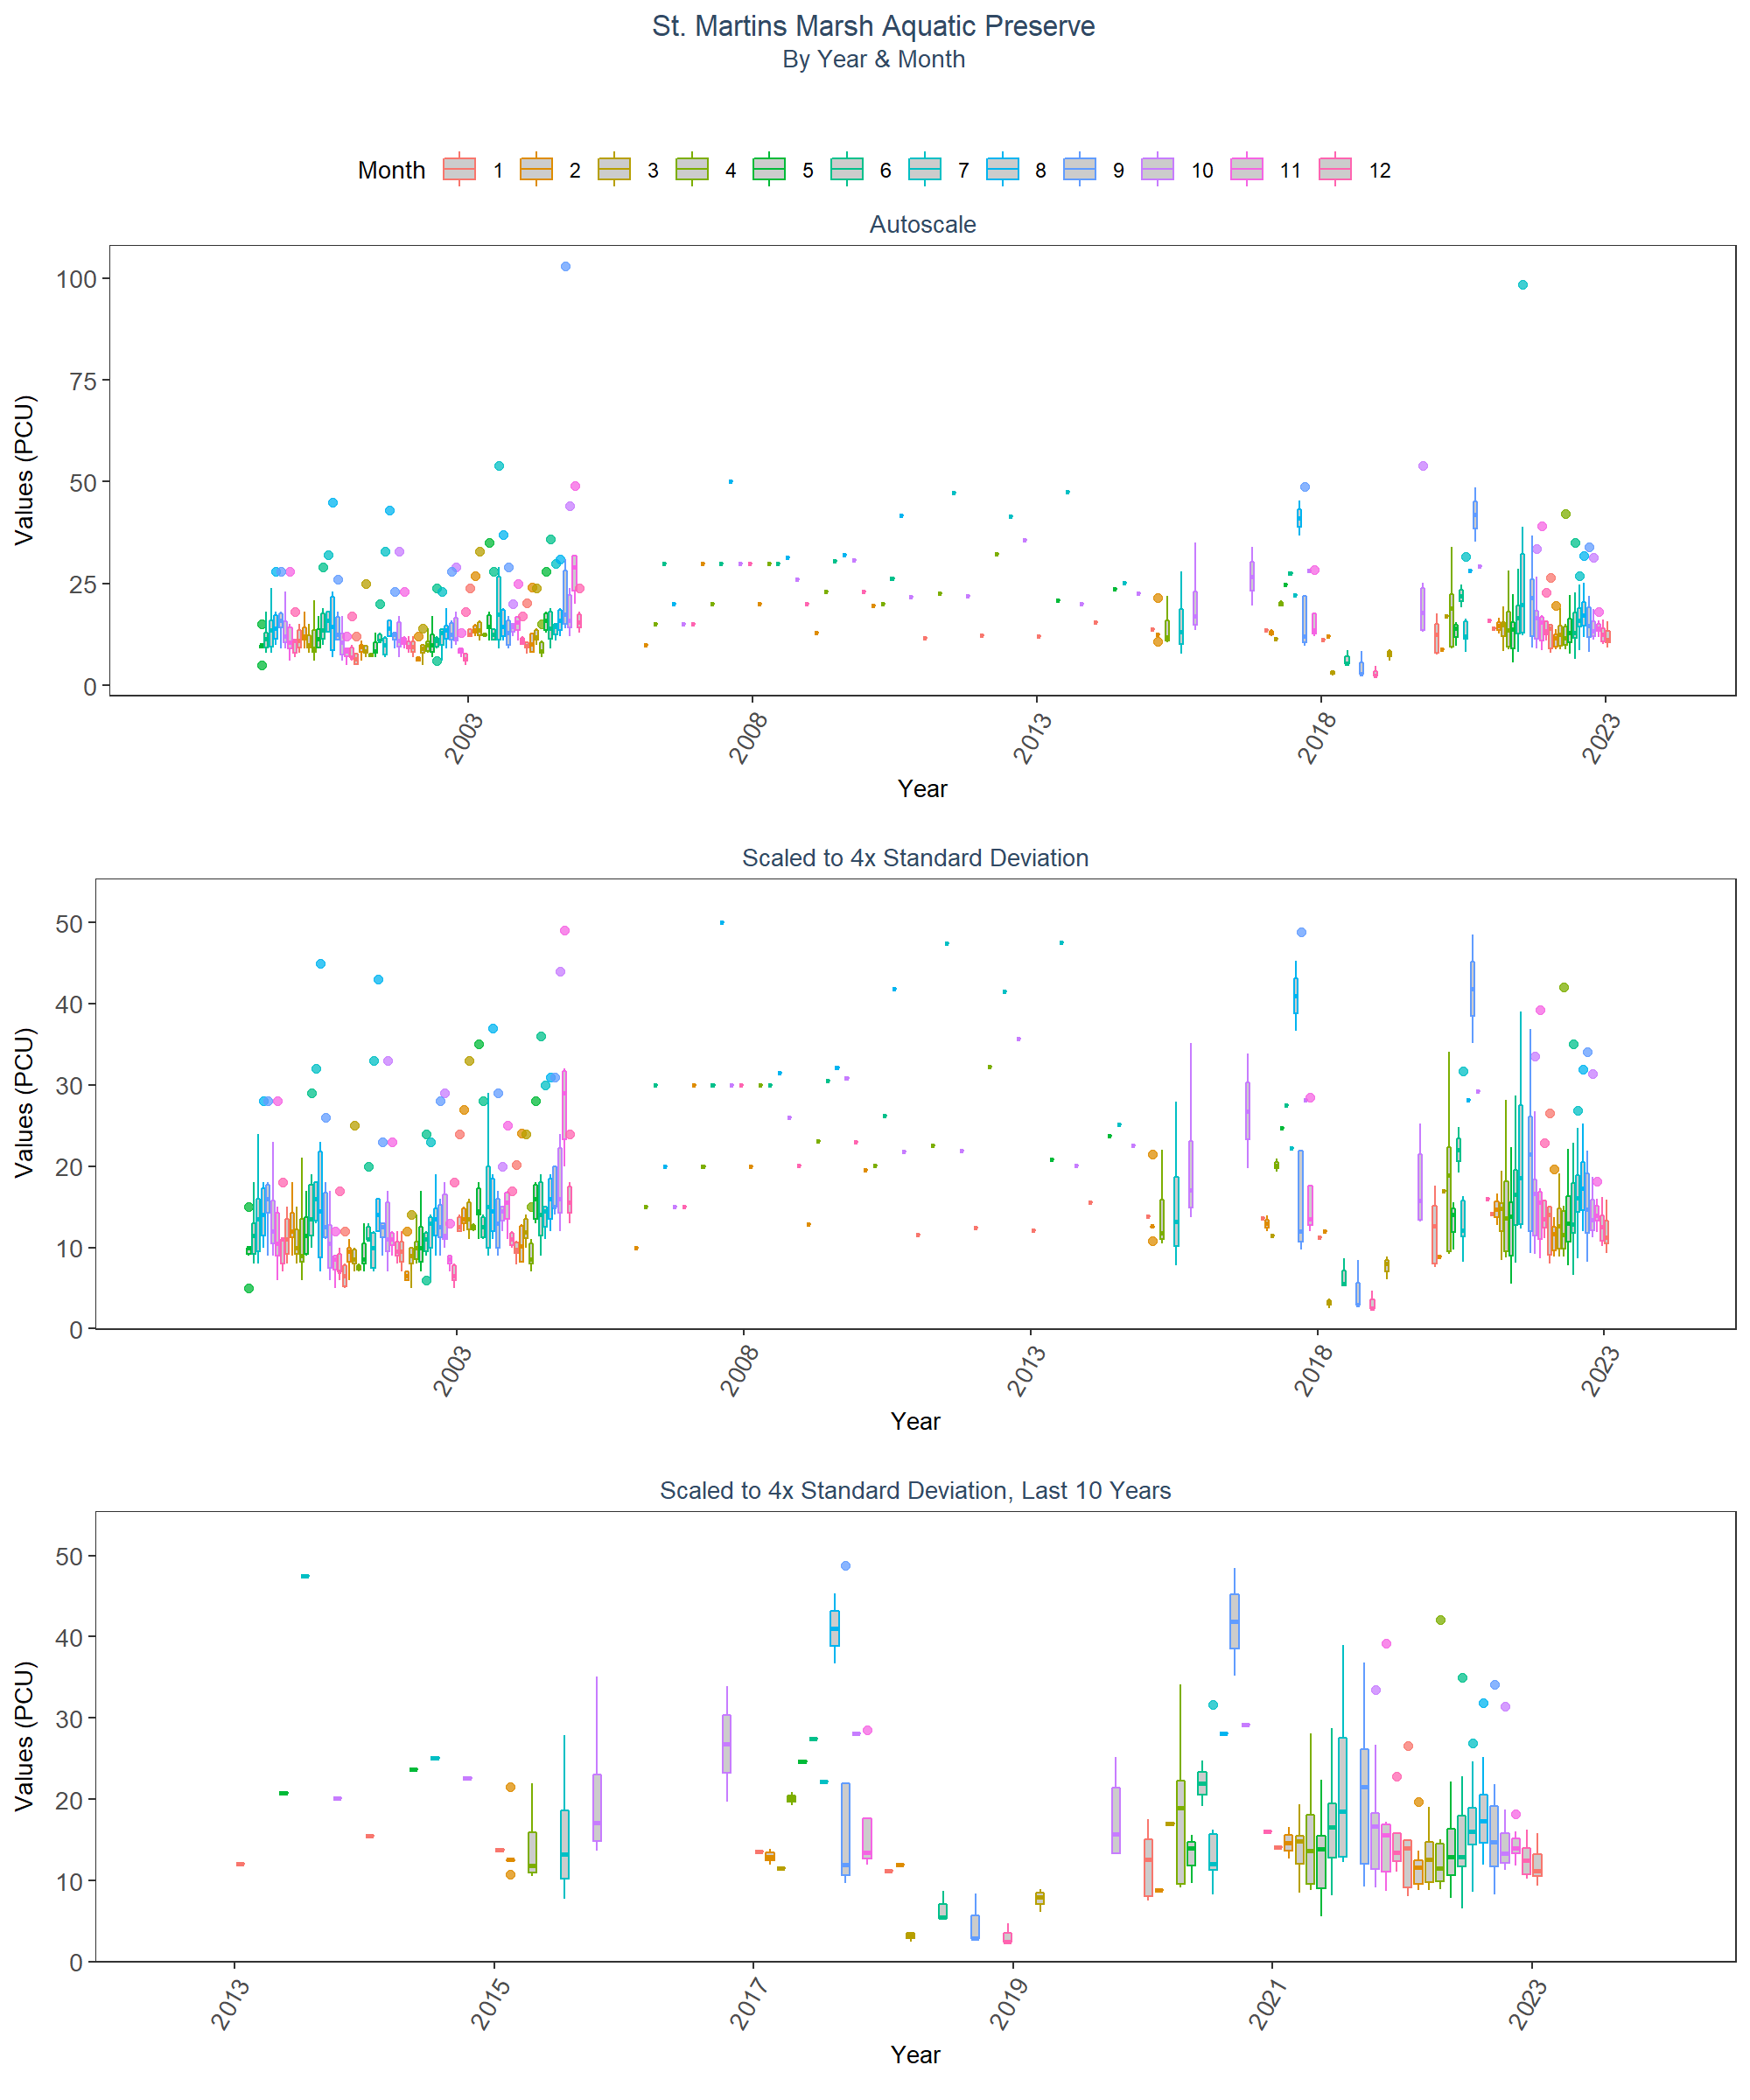 St. Martins Marsh Aquatic Preserve
By Year & Month
Month 1 2 3 4 5 6 7 8 9 10 11 12
Autoscale
Values (PCU)
100
75
50
25
0
2003 2008 2013 2018 2023
Year
Scaled to 4x Standard Deviation
Values (PCU)
50
40
30
20
10
0
2003 2008 2013 2018 2023
Year
Scaled to 4x Standard Deviation, Last 10 Years
Values (PCU)
50
40
30
20
10
0
2013 2015 2017 2019 2021 2023
Year